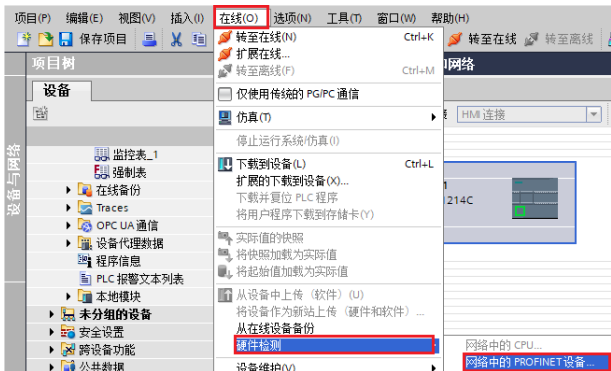 项目(P) 编辑(E) 视图(V) 插入(I) 在线(O) 选项(N) 工具(T) 窗口(W) 帮助(H)
保存项目
转至在线 转至离线
项目树
设备
设备与网络
监控表_1
强制表
在线备份
Traces
OPC UA 通信
设备代理数据
程序信息
PLC 报警文本列表
本地模块
未分组的设备
安全设置
跨设备功能
公共数据
转至在线(N) Ctrl+K
扩展在线...
转至离线(F) Ctrl+M
仅使用传统的 PG/PC 通信
仿真(T)
停止运行系统/仿真(I)
下载到设备(L) Ctrl+L
扩展的下载到设备(X)...
下载并复位 PLC 程序
将用户程序下载到存储卡(Y)
实际值的快照
将快照加载为实际值
将起始值加载为实际值
从设备中上传（软件）(U)
将设备作为新站上传（硬件和软件）...
从在线设备备份
硬件检测
设备维护(V)
网络
HMI 连接
1
1214C
网络中的 CPU...
网络中的 PROFINET 设备...